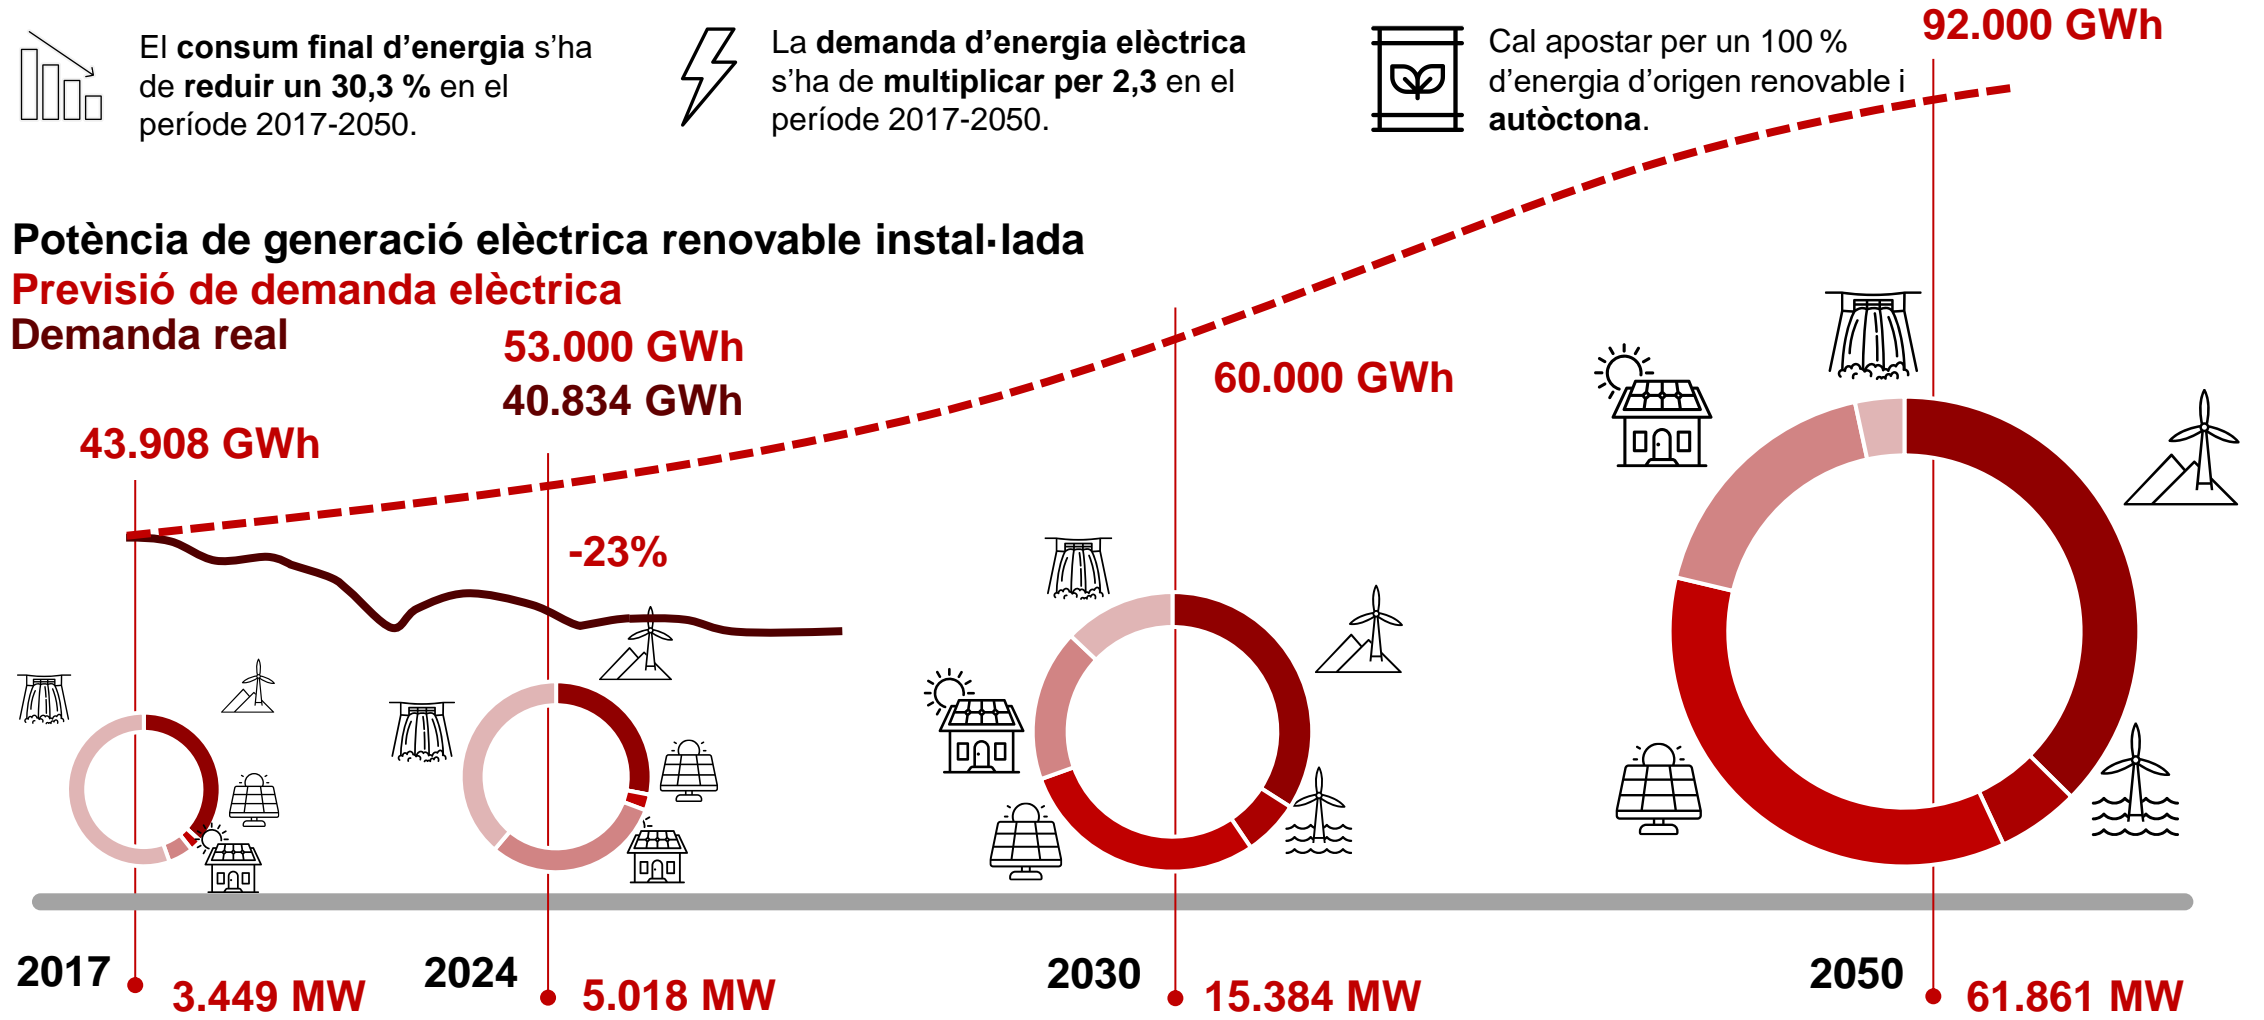 El consum final d’energia s’ha
de reduir un 30,3 % en el
període 2017-2050.
La demanda d’energia elèctrica
s’ha de multiplicar per 2,3 en el
període 2017-2050.
Cal apostar per un 100 %
d’energia d’origen renovable i
autòctona.
92.000 GWh
Potència de generació elèctrica renovable instal·lada
Previsió de demanda elèctrica
Demanda real
53.000 GWh
40.834 GWh
60.000 GWh
43.908 GWh
-23%
2017
3.449 MW
2024
5.018 MW
2030
15.384 MW
2050
61.861 MW